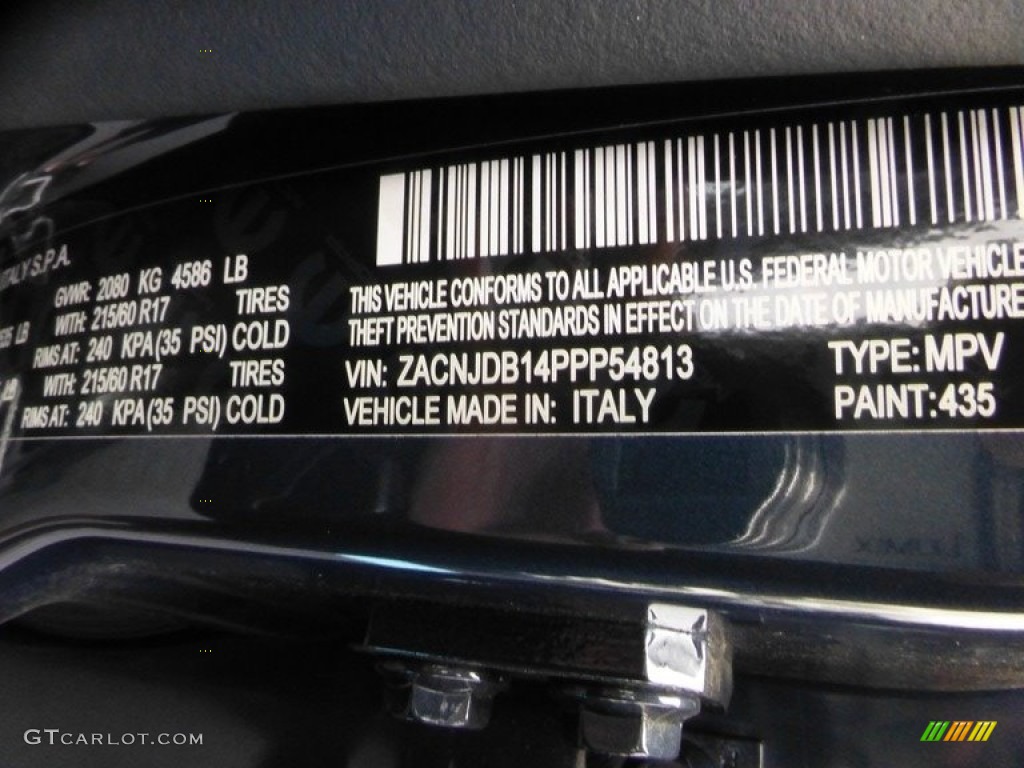 ITALY S.P.A.
GVWR: 2080 KG 4586 LB
WITH: 215/60 R17 TIRES
RIMS AT: 240 KPA (35 PSI) COLD
LB
WITH: 215/60 R17 TIRES
RIMS AT: 240 KPA (35 PSI) COLD
THIS VEHICLE CONFORMS TO ALL APPLICABLE U.S. FEDERAL MOTOR VEHICLE
THEFT PREVENTION STANDARDS IN EFFECT ON THE DATE OF MANUFACTURE
VIN: ZACNJDB14PPP54813 TYPE: MPV
VEHICLE MADE IN: ITALY PAINT: 435
GTCARLOT.COM